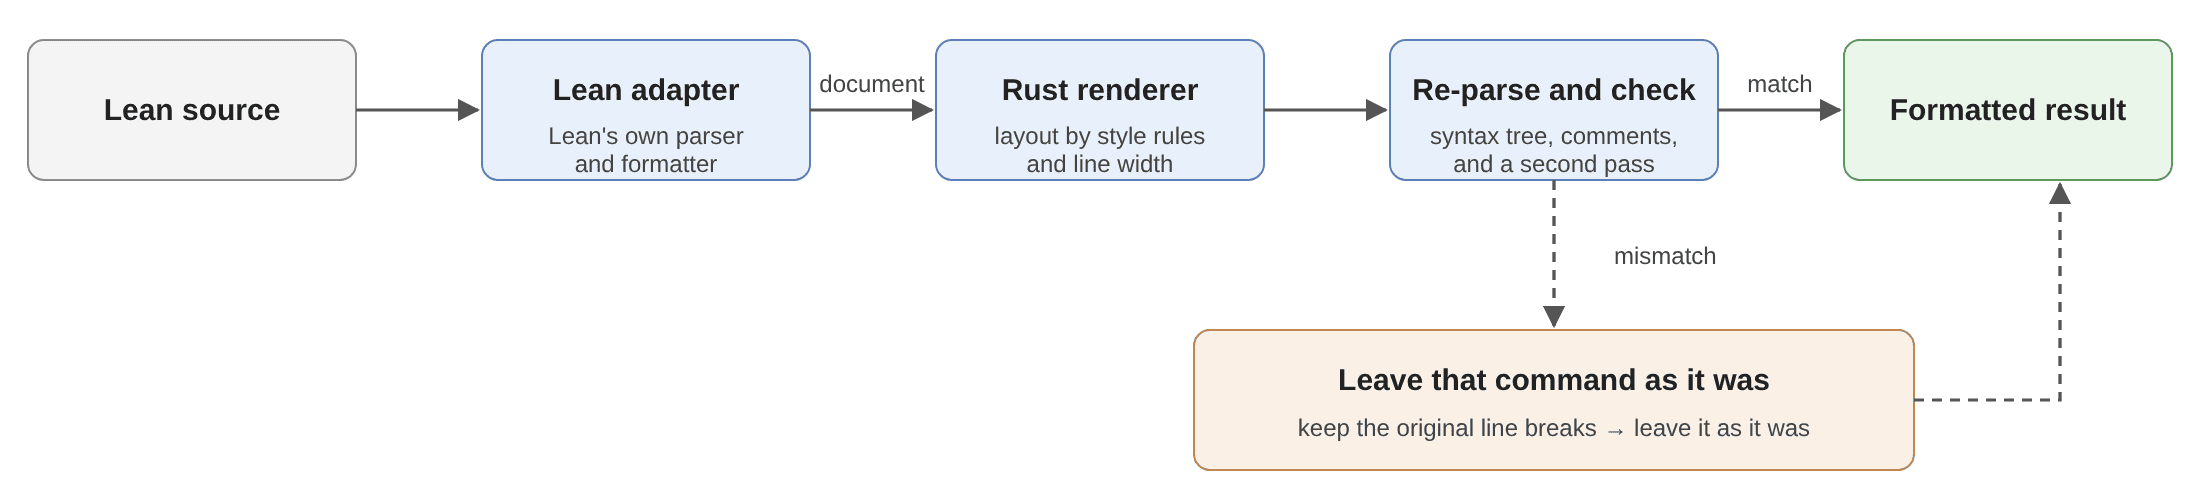 Lean source
Lean adapter
Lean's own parser
and formatter
document
Rust renderer
layout by style rules
and line width
Re-parse and check
syntax tree, comments,
and a second pass
match
Formatted result
mismatch
Leave that command as it was
keep the original line breaks → leave it as it was